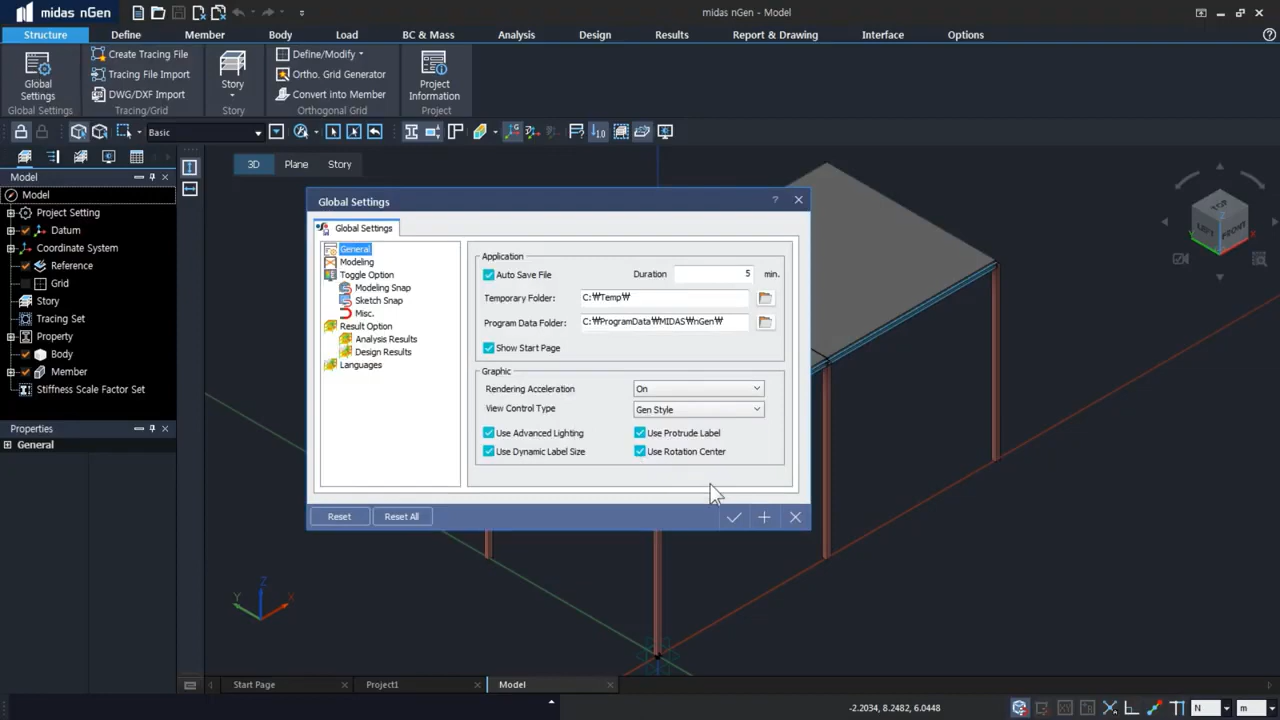 midas nGen
midas nGen - Model
Structure Define Member Body Load BC & Mass Analysis Design Results Report & Drawing Interface Options
Global Settings
Create Tracing File
Tracing File Import
DWG/DXF Import
Story
Define/Modify
Ortho. Grid Generator
Convert into Member
Project Information
Global Settings Tracing/Grid Story Orthogonal Grid Project
Basic
3D Plane Story
Model
Model
Project Setting
Datum
Coordinate System
Reference
Grid
Story
Tracing Set
Property
Body
Member
Stiffness Scale Factor Set
Properties
General
Global Settings
Global Settings
General
Modeling
Toggle Option
Modeling Snap
Sketch Snap
Misc.
Result Option
Analysis Results
Design Results
Languages
Application
Auto Save File Duration 5 min.
Temporary Folder: C:₩Temp₩
Program Data Folder: C:₩ProgramData₩MIDAS₩nGen₩
Show Start Page
Graphic
Rendering Acceleration On
View Control Type Gen Style
Use Advanced Lighting Use Protrude Label
Use Dynamic Label Size Use Rotation Center
Reset Reset All
TOP
LEFT FRONT
Z
Y X
Start Page Project1 Model
-2.2034, 8.2482, 6.0448 N m